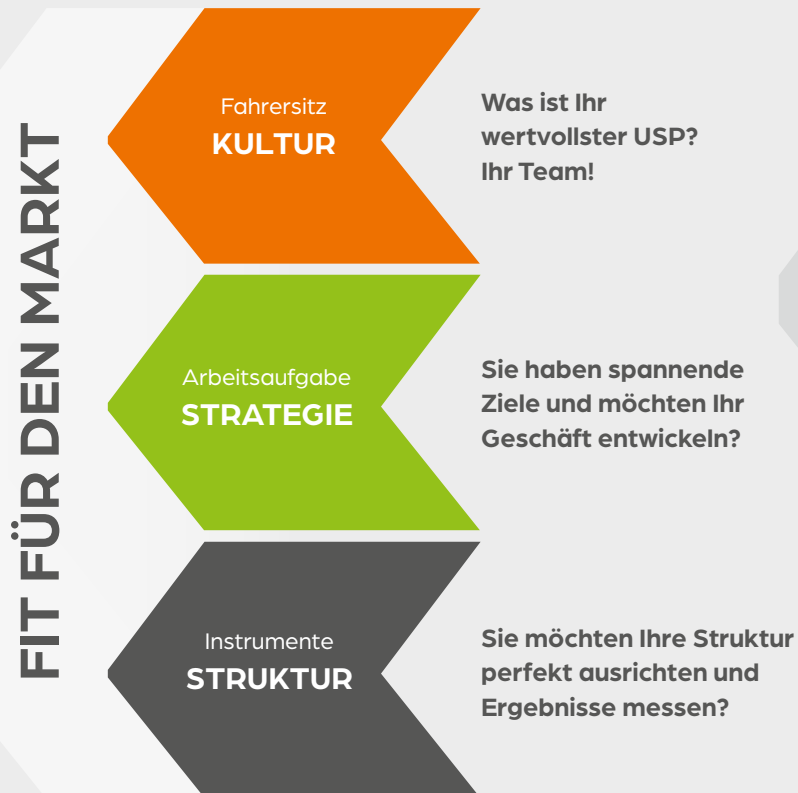 FIT FÜR DEN MARKT
Fahrersitz
KULTUR
Was ist Ihr
wertvollster USP?
Ihr Team!
Arbeitsaufgabe
STRATEGIE
Sie haben spannende
Ziele und möchten Ihr
Geschäft entwickeln?
Instrumente
STRUKTUR
Sie möchten Ihre Struktur
perfekt ausrichten und
Ergebnisse messen?